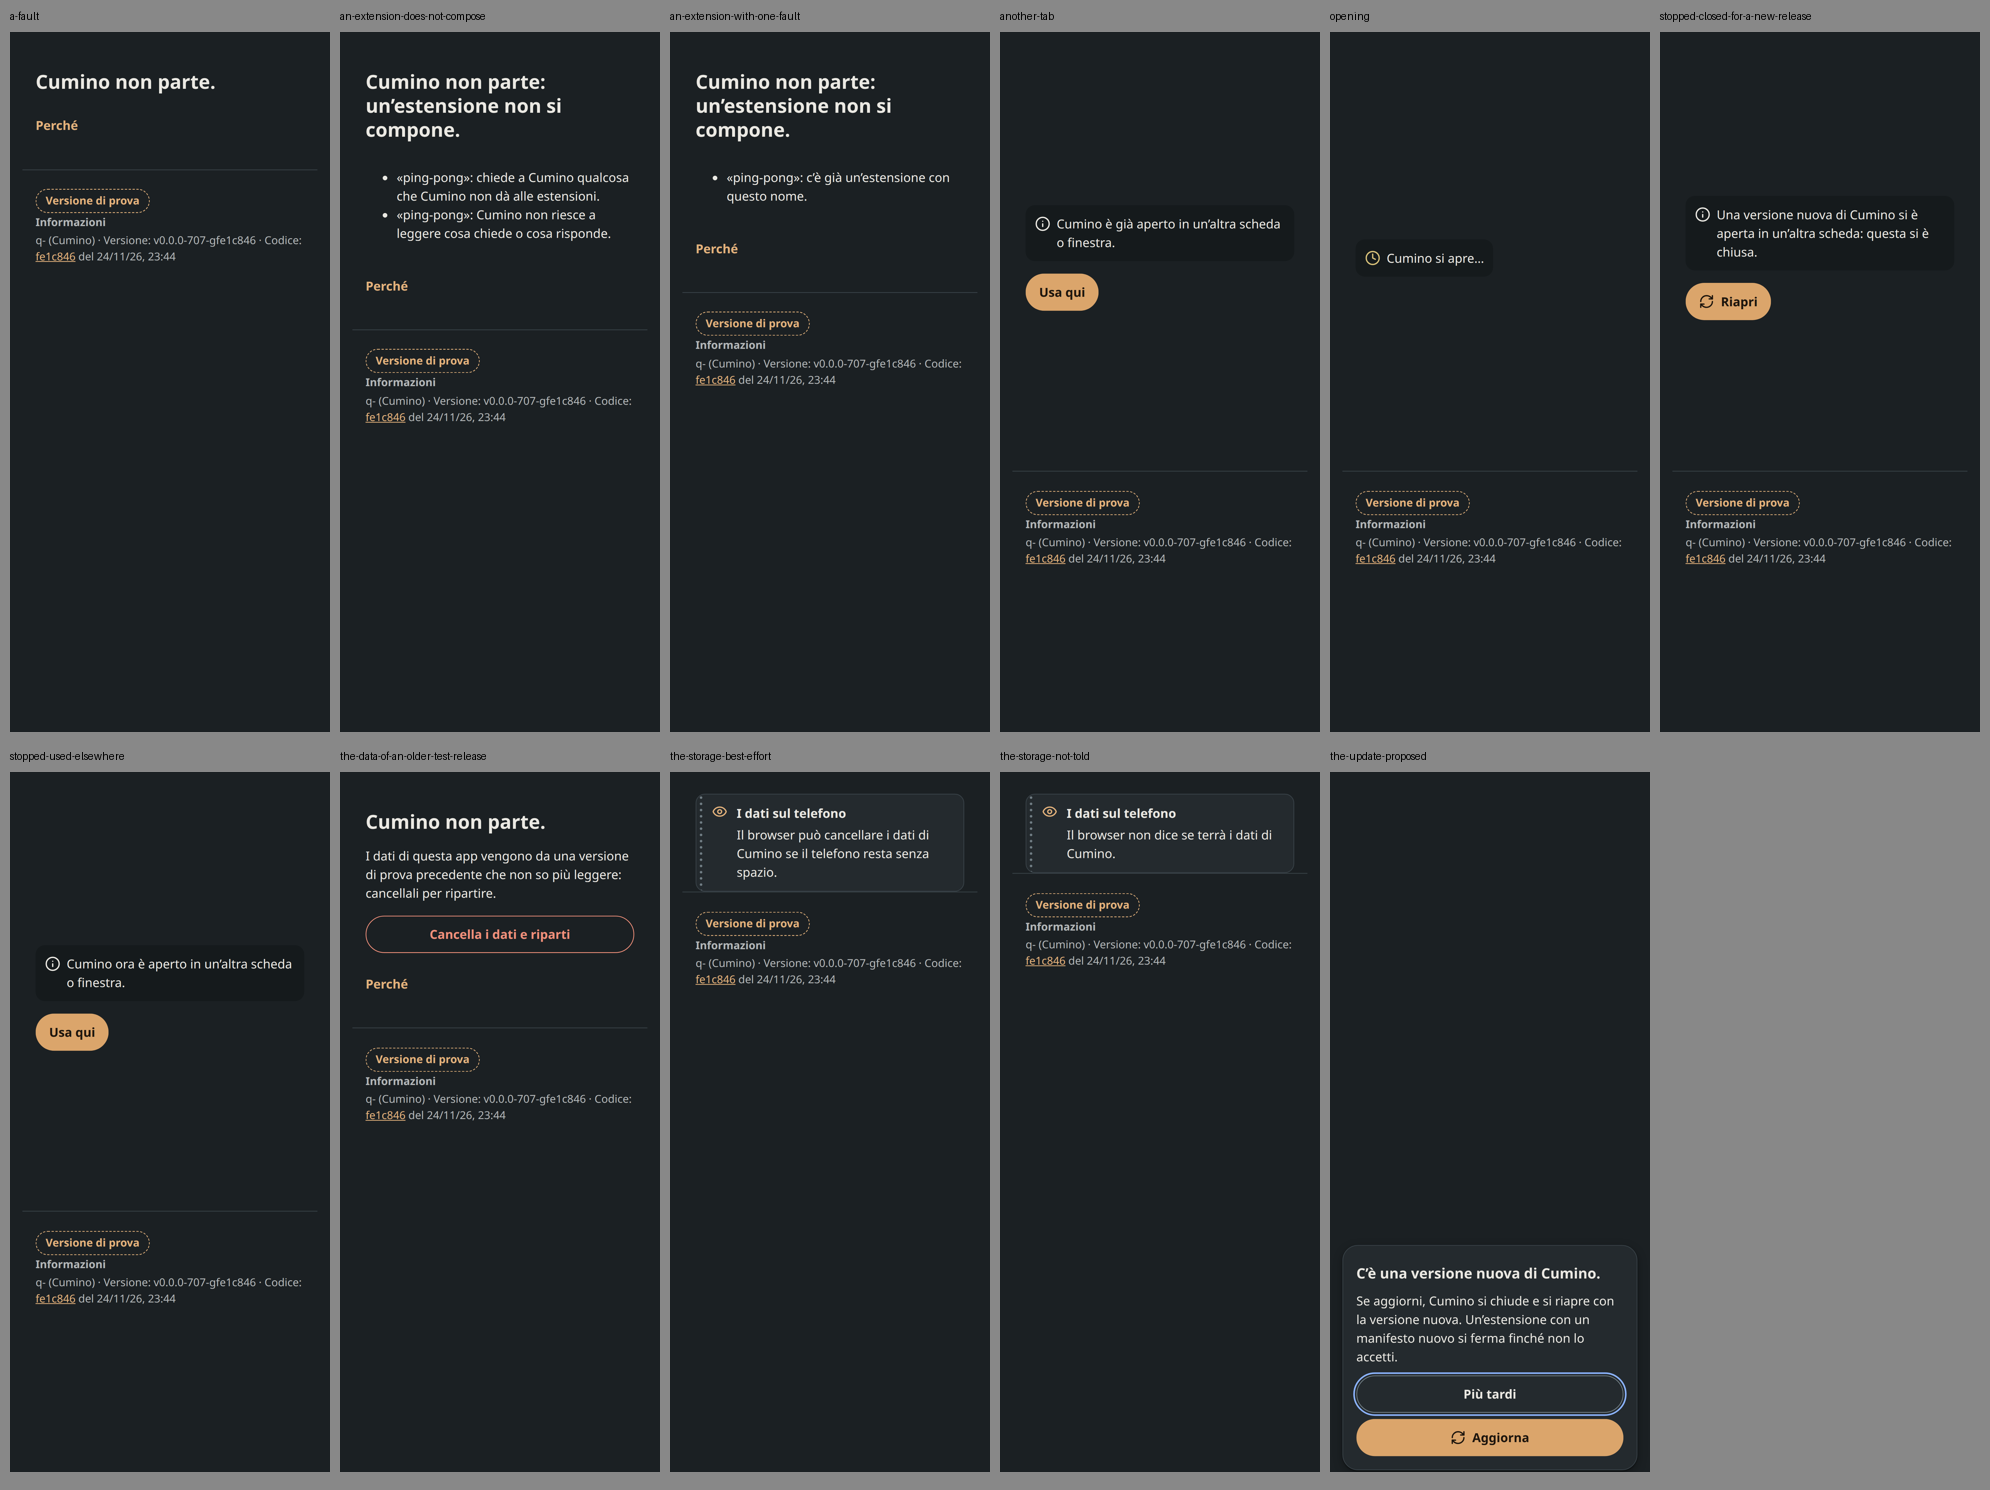 a-fault
Cumino non parte.
Perché
Versione di prova
Informazioni
q- (Cumino) · Versione: v0.0.0-707-gfe1c846 · Codice:
fe1c846 del 24/11/26, 23:44
an-extension-does-not-compose
Cumino non parte:
un’estensione non si
compone.
• «ping-pong»: chiede a Cumino qualcosa
che Cumino non dà alle estensioni.
• «ping-pong»: Cumino non riesce a
leggere cosa chiede o cosa risponde.
Perché
Versione di prova
Informazioni
q- (Cumino) · Versione: v0.0.0-707-gfe1c846 · Codice:
fe1c846 del 24/11/26, 23:44
an-extension-with-one-fault
Cumino non parte:
un’estensione non si
compone.
• «ping-pong»: c’è già un’estensione con
questo nome.
Perché
Versione di prova
Informazioni
q- (Cumino) · Versione: v0.0.0-707-gfe1c846 · Codice:
fe1c846 del 24/11/26, 23:44
another-tab
Cumino è già aperto in un’altra scheda
o finestra.
Usa qui
Versione di prova
Informazioni
q- (Cumino) · Versione: v0.0.0-707-gfe1c846 · Codice:
fe1c846 del 24/11/26, 23:44
opening
Cumino si apre…
Versione di prova
Informazioni
q- (Cumino) · Versione: v0.0.0-707-gfe1c846 · Codice:
fe1c846 del 24/11/26, 23:44
stopped-closed-for-a-new-release
Una versione nuova di Cumino si è
aperta in un’altra scheda: questa si è
chiusa.
Riapri
Versione di prova
Informazioni
q- (Cumino) · Versione: v0.0.0-707-gfe1c846 · Codice:
fe1c846 del 24/11/26, 23:44
stopped-used-elsewhere
Cumino ora è aperto in un’altra scheda
o finestra.
Usa qui
Versione di prova
Informazioni
q- (Cumino) · Versione: v0.0.0-707-gfe1c846 · Codice:
fe1c846 del 24/11/26, 23:44
the-data-of-an-older-test-release
Cumino non parte.
I dati di questa app vengono da una versione
di prova precedente che non so più leggere:
cancellali per ripartire.
Cancella i dati e riparti
Perché
Versione di prova
Informazioni
q- (Cumino) · Versione: v0.0.0-707-gfe1c846 · Codice:
fe1c846 del 24/11/26, 23:44
the-storage-best-effort
I dati sul telefono
Il browser può cancellare i dati di
Cumino se il telefono resta senza
spazio.
Versione di prova
Informazioni
q- (Cumino) · Versione: v0.0.0-707-gfe1c846 · Codice:
fe1c846 del 24/11/26, 23:44
the-storage-not-told
I dati sul telefono
Il browser non dice se terrà i dati di
Cumino.
Versione di prova
Informazioni
q- (Cumino) · Versione: v0.0.0-707-gfe1c846 · Codice:
fe1c846 del 24/11/26, 23:44
the-update-proposed
C’è una versione nuova di Cumino.
Se aggiorni, Cumino si chiude e si riapre con
la versione nuova. Un’estensione con un
manifesto nuovo si ferma finché non lo
accetti.
Più tardi
Aggiorna